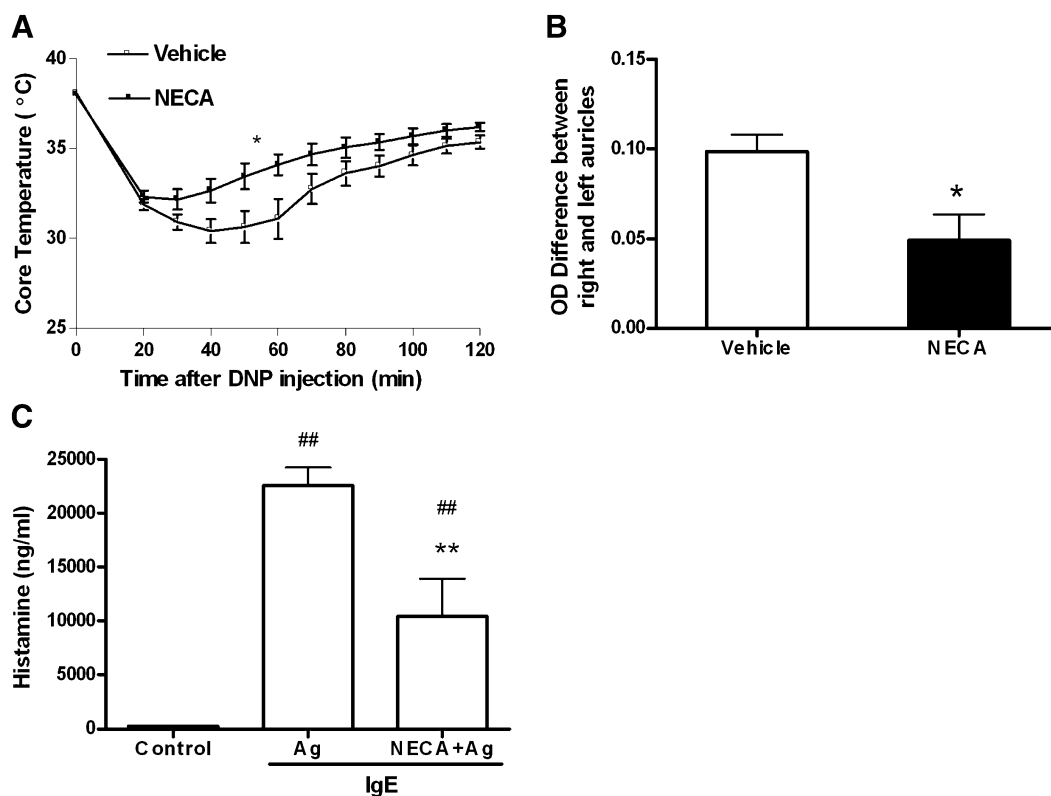 A
Vehicle
NECA
*
40
35
30
25
0 20 40 60 80 100 120
Core Temperature ( °C)
Time after DNP injection (min)
B
0.15
0.10
0.05
0.00
OD Difference between
right and left auricles
*
Vehicle NECA
C
25000
20000
15000
10000
5000
0
Histamine (ng/ml)
##
##
**
Control Ag NECA+Ag
IgE